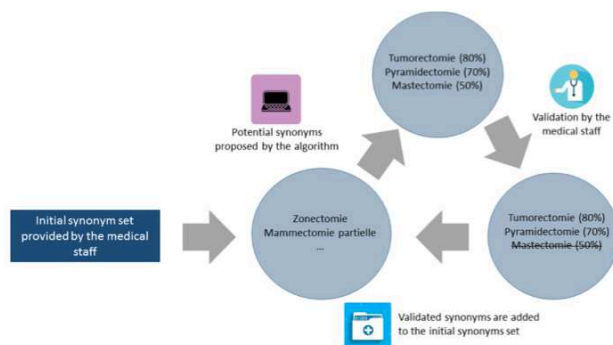 Tumorectomie (80%)
Pyramidectomie (70%)
Mastectomie (50%)
Potential synonyms
proposed by the algorithm
Validation by the
medical staff
Initial synonym set
provided by the medical
staff
Zonectomie
Mammectomie partielle
...
Tumorectomie (80%)
Pyramidectomie (70%)
Mastectomie (50%)
Validated synonyms are added
to the initial synonyms set